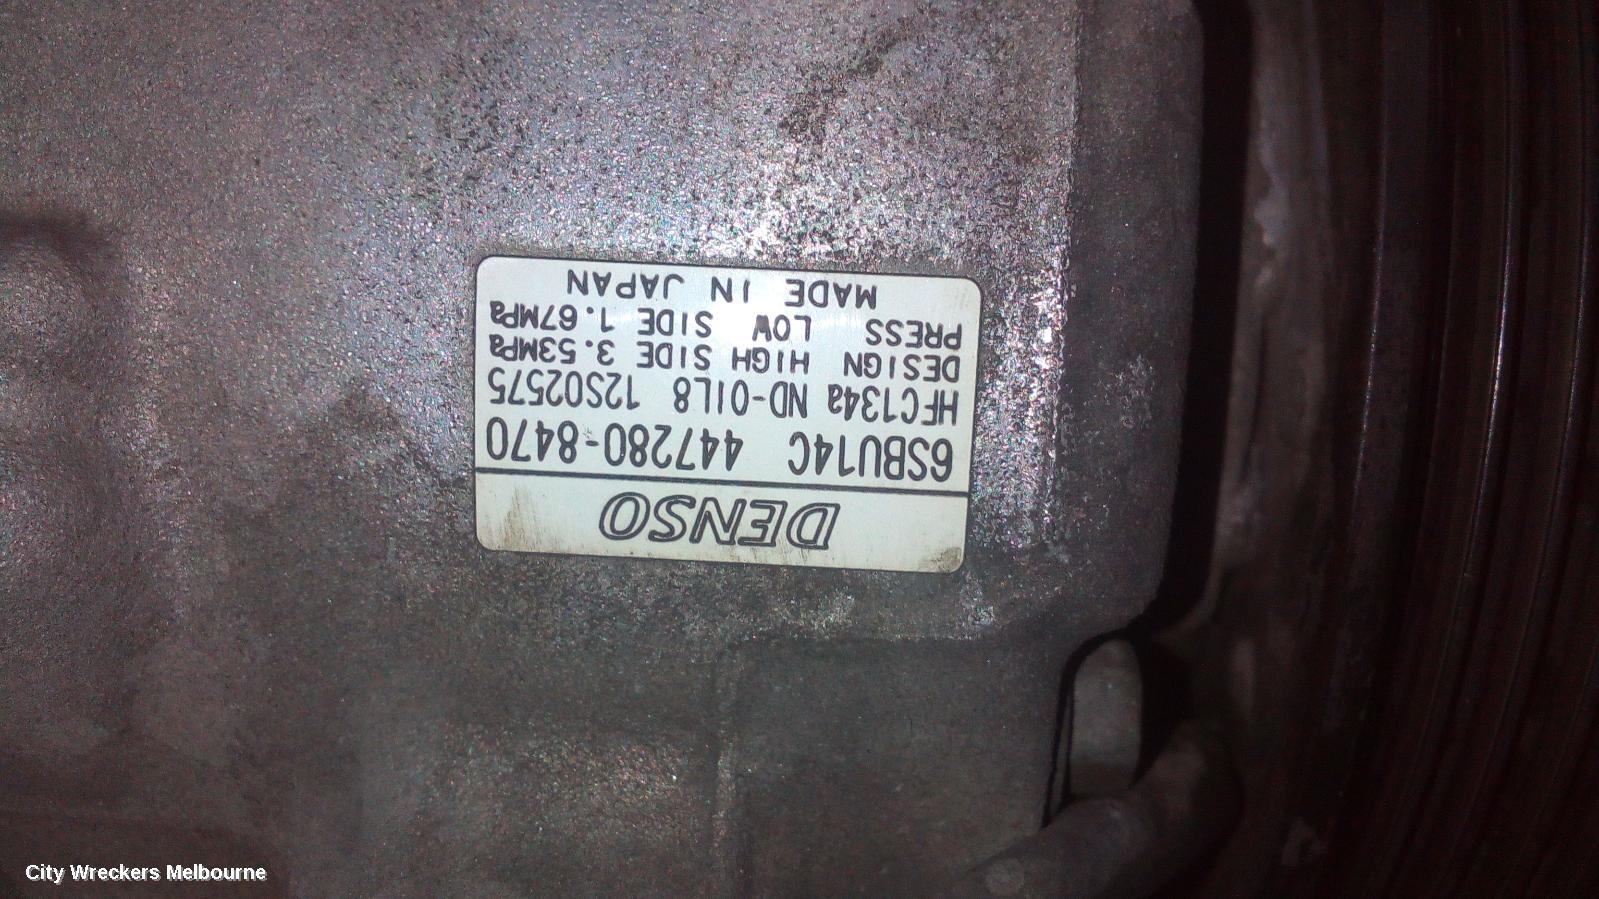 DENSO
6SBU14C 447280-8470
HFC134a ND-OIL8 12S02575
DESIGN HIGH SIDE 3.53MPa
PRESS LOW SIDE 1.67MPa
MADE IN JAPAN
City Wreckers Melbourne